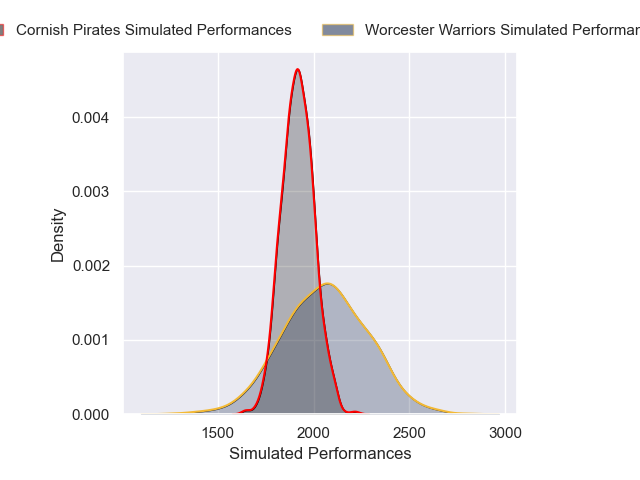 Cornish Pirates Simulated Performances
Worcester Warriors Simulated
0.004
0.003
0.002
0.001
0.000
Density
1500 2000 2500 3000
Simulated Performances